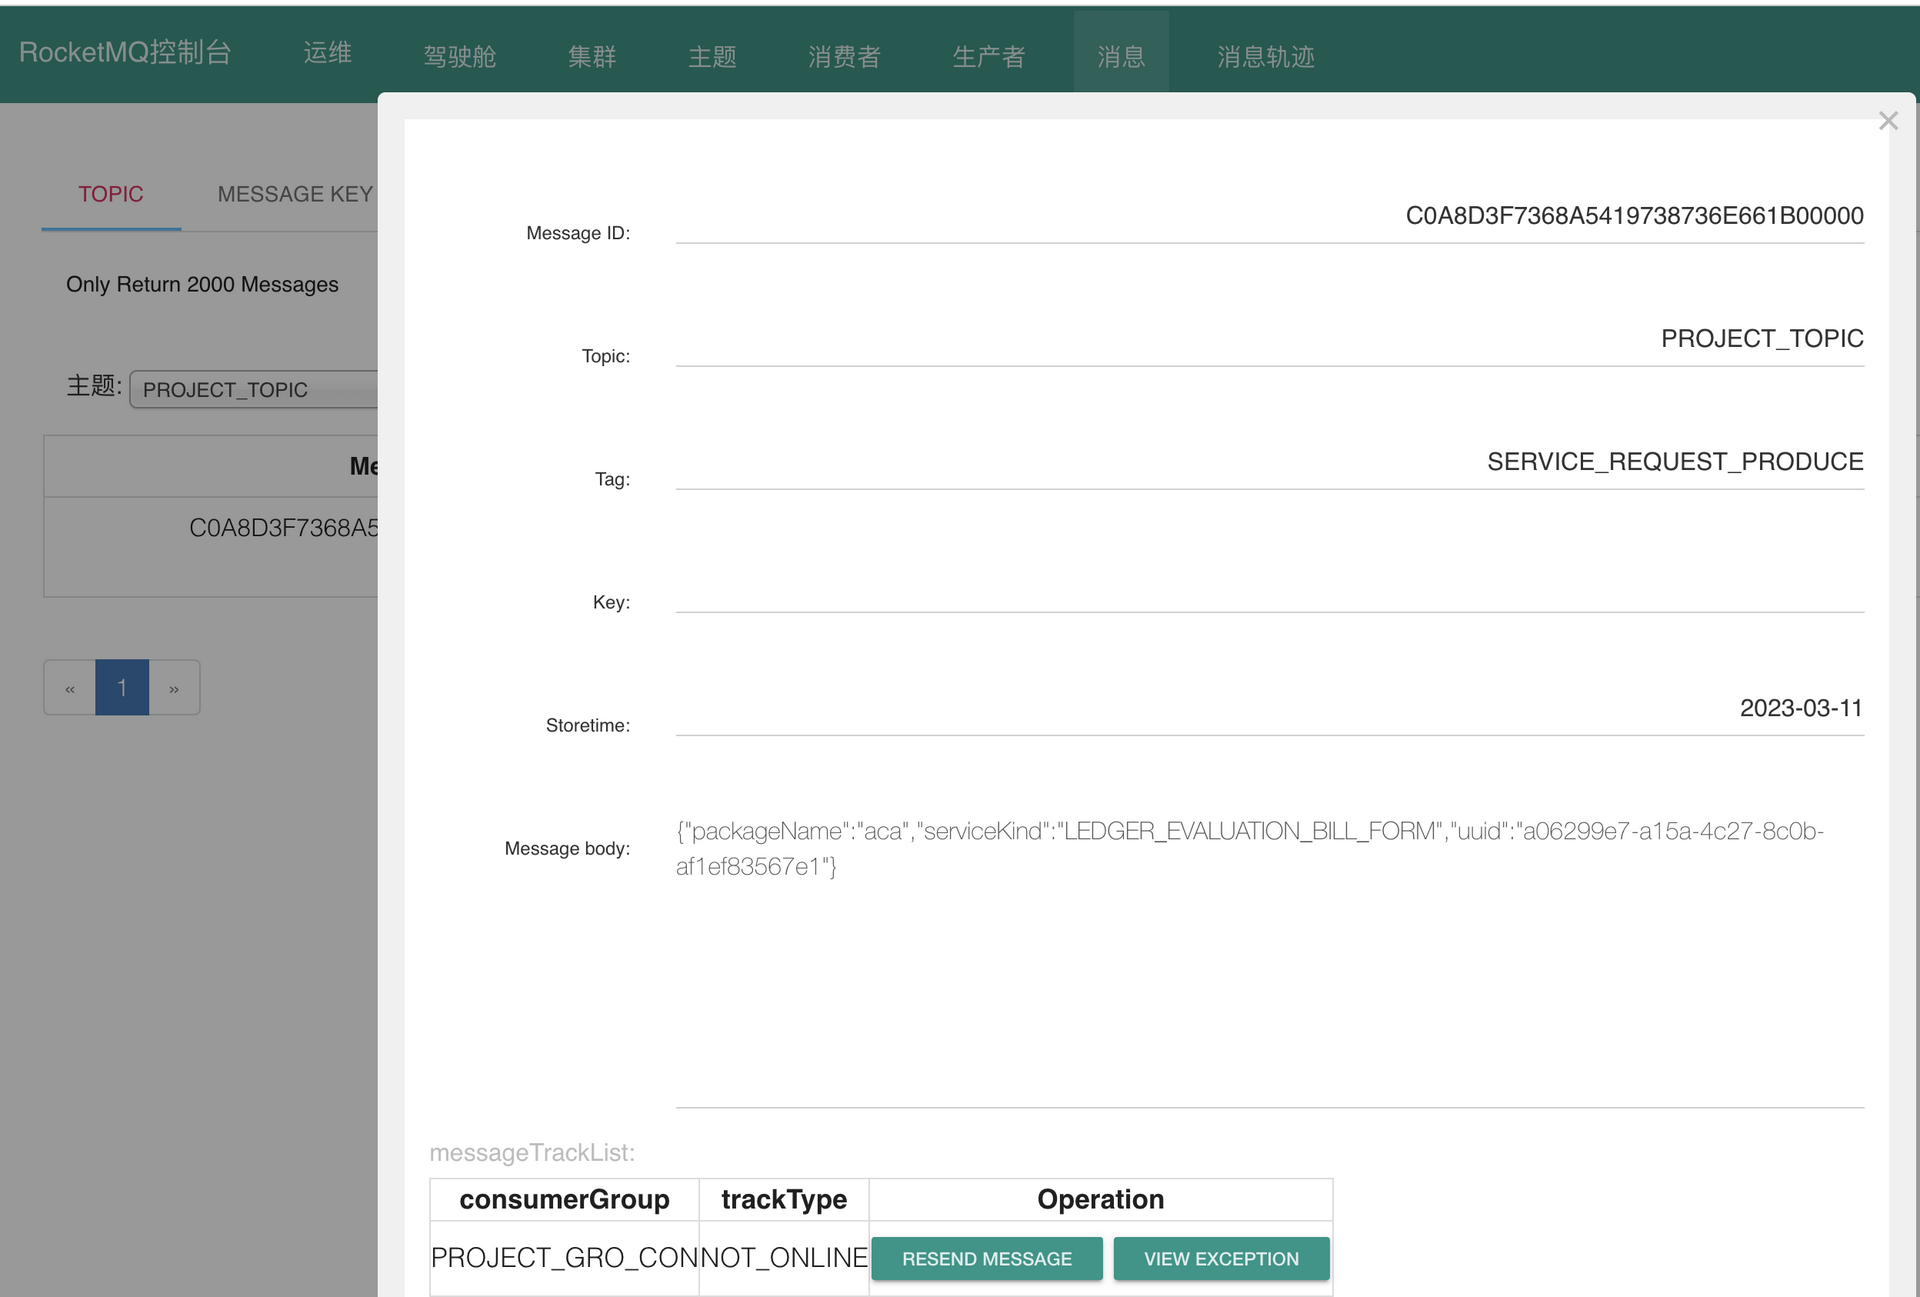 RocketMQ控制台 运维 驾驶舱 集群 主题 消费者 生产者 消息 消息轨迹
×
TOPIC MESSAGE KEY
Only Return 2000 Messages
主题: PROJECT_TOPIC
Me
C0A8D3F7368A5
« 1 »
Message ID: C0A8D3F7368A5419738736E661B00000
Topic: PROJECT_TOPIC
Tag: SERVICE_REQUEST_PRODUCE
Key:
Storetime: 2023-03-11
Message body: {"packageName":"aca","serviceKind":"LEDGER_EVALUATION_BILL_FORM","uuid":"a06299e7-a15a-4c27-8c0b-
af1ef83567e1"}
messageTrackList:
consumerGroup trackType Operation
PROJECT_GRO_CON NOT_ONLINE RESEND MESSAGE VIEW EXCEPTION